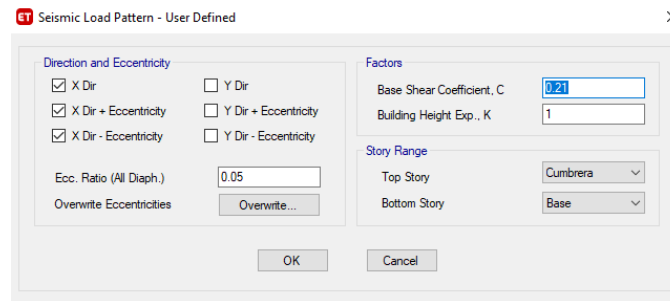 ET Seismic Load Pattern - User Defined
Direction and Eccentricity
X Dir
Y Dir
X Dir + Eccentricity
Y Dir + Eccentricity
X Dir - Eccentricity
Y Dir - Eccentricity
Ecc. Ratio (All Diaph.)
0.05
Overwrite Eccentricities
Overwrite...
Factors
Base Shear Coefficient, C
0.21
Building Height Exp., K
1
Story Range
Top Story
Cumbrera
Bottom Story
Base
OK
Cancel